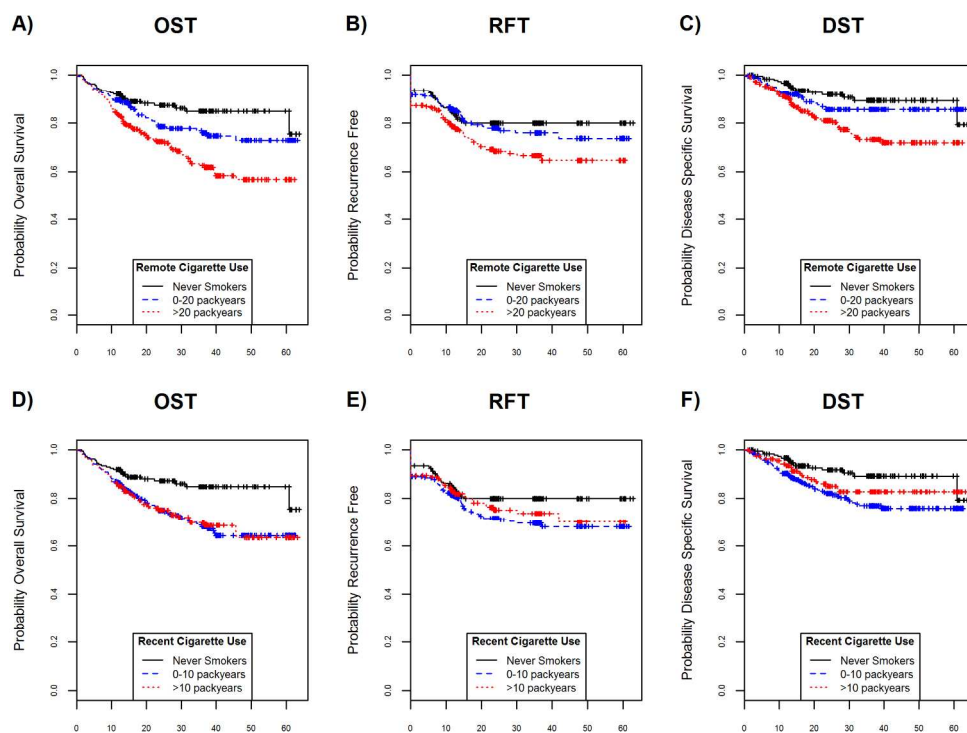 A) OST
B) RFT
C) DST
Probability Overall Survival
1.0
0.8
0.6
0.4
0.2
0.0
Remote Cigarette Use
Never Smokers
0-20 packyears
>20 packyears
0 10 20 30 40 50 60
Probability Recurrence Free
1.0
0.8
0.6
0.4
0.2
0.0
Remote Cigarette Use
Never Smokers
0-20 packyears
>20 packyears
0 10 20 30 40 50 60
Probability Disease Specific Survival
1.0
0.8
0.6
0.4
0.2
0.0
Remote Cigarette Use
Never Smokers
0-20 packyears
>20 packyears
0 10 20 30 40 50 60
D) OST
E) RFT
F) DST
Probability Overall Survival
1.0
0.8
0.6
0.4
0.2
0.0
Recent Cigarette Use
Never Smokers
0-10 packyears
>10 packyears
0 10 20 30 40 50 60
Probability Recurrence Free
1.0
0.8
0.6
0.4
0.2
0.0
Recent Cigarette Use
Never Smokers
0-10 packyears
>10 packyears
0 10 20 30 40 50 60
Probability Disease Specific Survival
1.0
0.8
0.6
0.4
0.2
0.0
Recent Cigarette Use
Never Smokers
0-10 packyears
>10 packyears
0 10 20 30 40 50 60